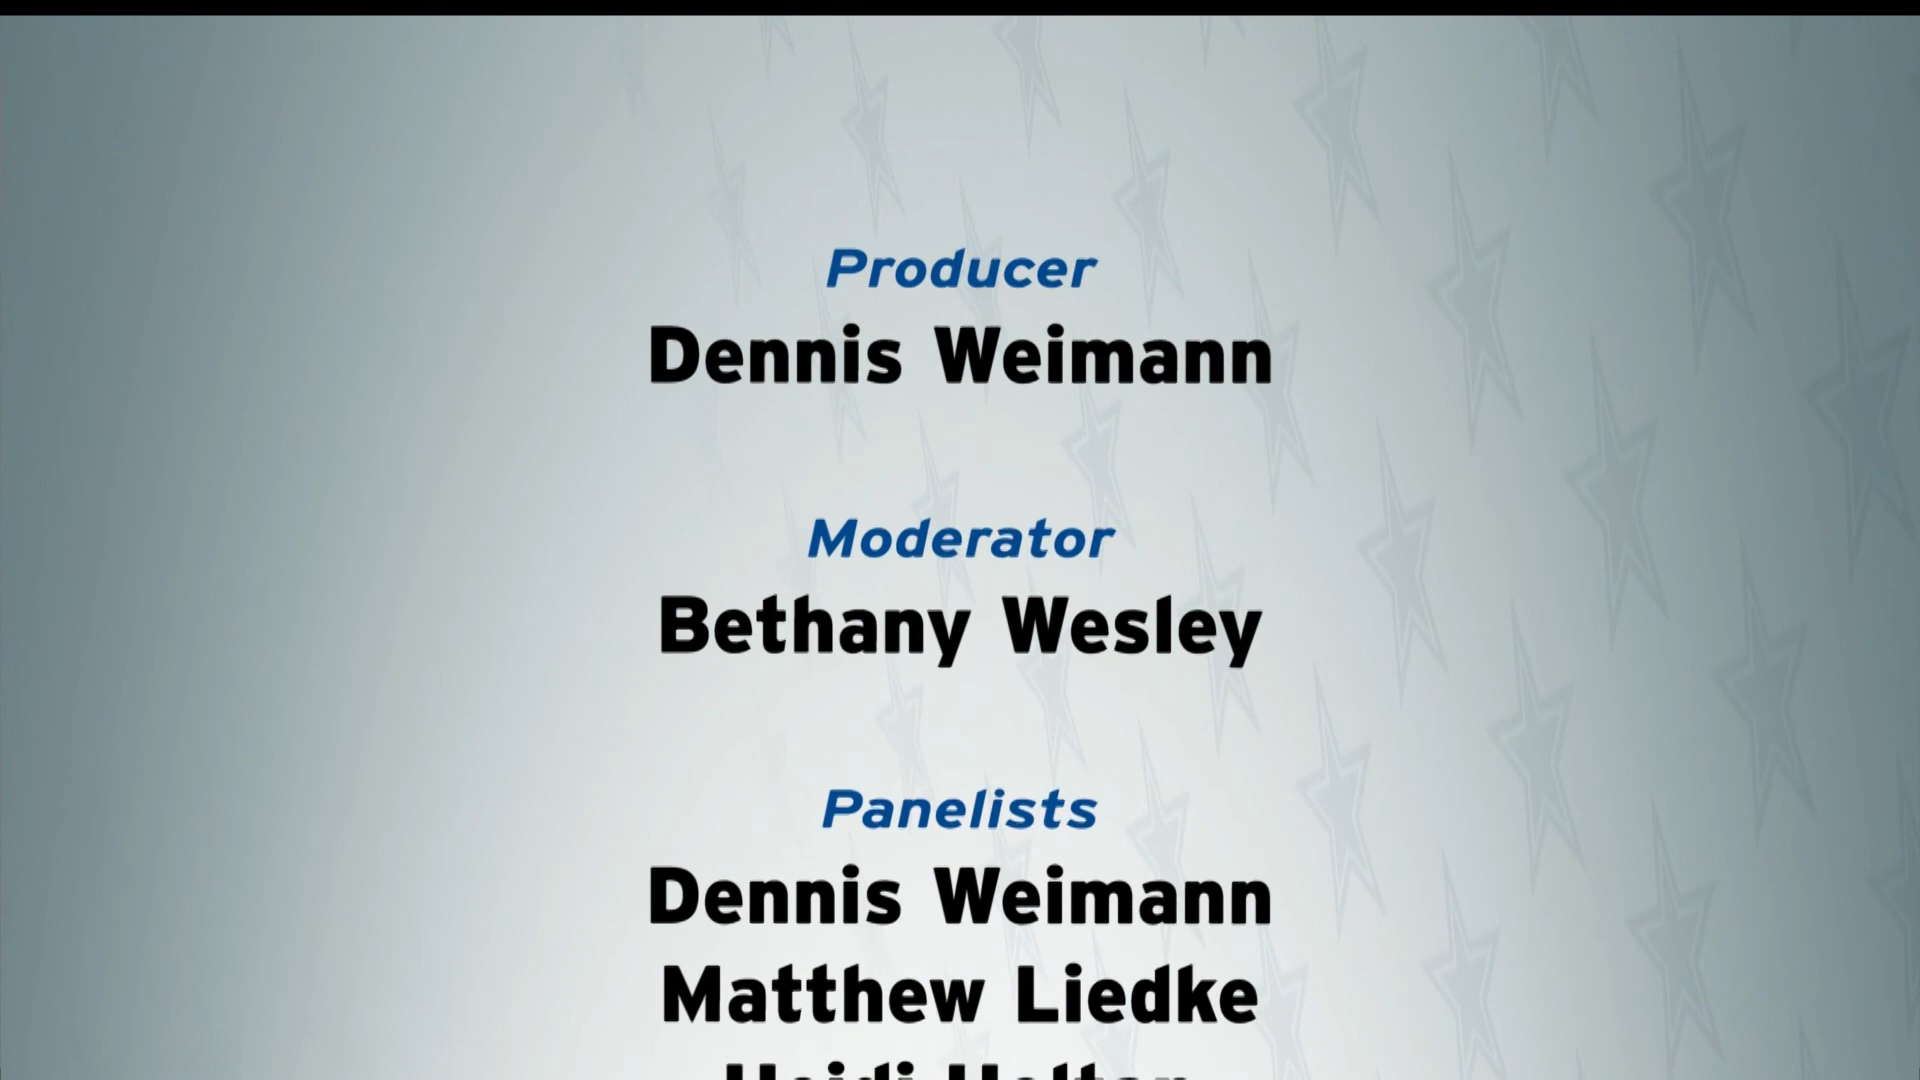 Producer
Dennis Weimann
Moderator
Bethany Wesley
Panelists
Dennis Weimann
Matthew Liedke